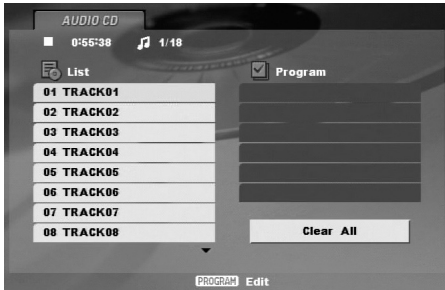 AUDIO CD
0:55:38 1/18
List
01 TRACK01
02 TRACK02
03 TRACK03
04 TRACK04
05 TRACK05
06 TRACK06
07 TRACK07
08 TRACK08
Program
Clear All
PROGRAM Edit